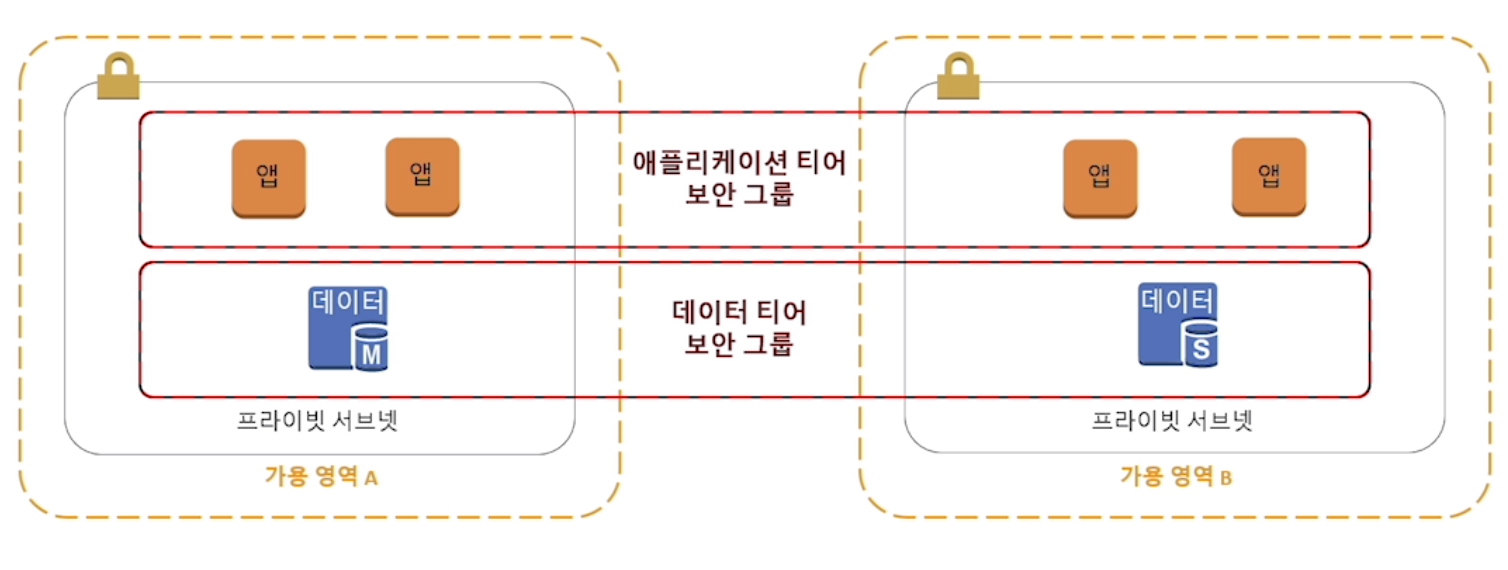 앱
앱
애플리케이션 티어
보안 그룹
앱
앱
데이터
M
데이터 티어
보안 그룹
데이터
S
프라이빗 서브넷
프라이빗 서브넷
가용 영역 A
가용 영역 B